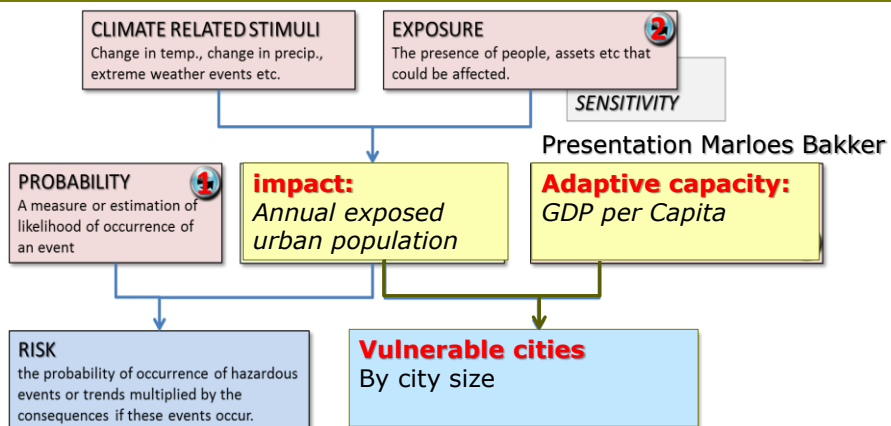 CLIMATE RELATED STIMULI
Change in temp., change in precip.,
extreme weather events etc.
EXPOSURE
2
The presence of people, assets etc that
could be affected.
SENSITIVITY
Presentation Marloes Bakker
PROBABILITY
1
A measure or estimation of
likelihood of occurrence of
an event
impact:
Annual exposed
urban population
Adaptive capacity:
GDP per Capita
RISK
the probability of occurrence of hazardous
events or trends multiplied by the
consequences if these events occur.
Vulnerable cities
By city size